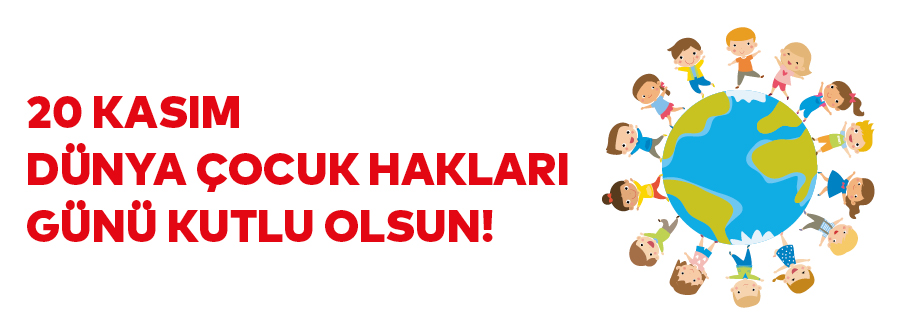 20 KASIM
DÜNYA ÇOCUK HAKLARI
GÜNÜ KUTLU OLSUN!